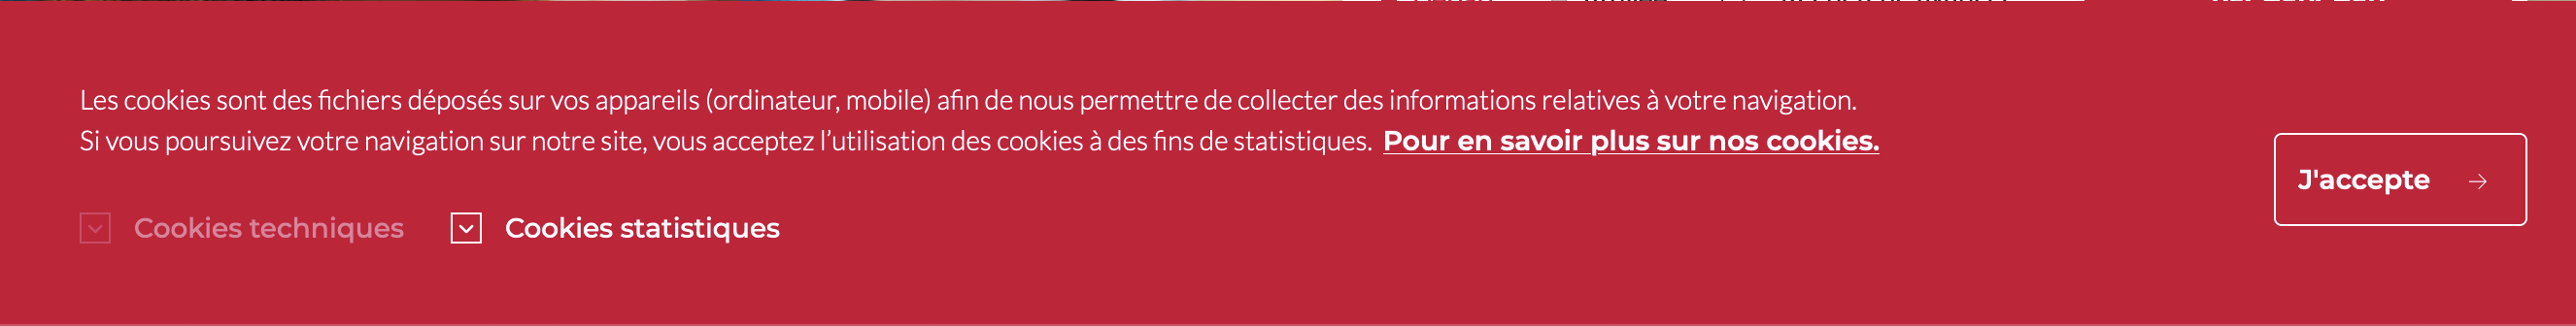 Les cookies sont des fichiers déposés sur vos appareils (ordinateur, mobile) afin de nous permettre de collecter des informations relatives à votre navigation.
Si vous poursuivez votre navigation sur notre site, vous acceptez l’utilisation des cookies à des fins de statistiques. Pour en savoir plus sur nos cookies.
J'accepte
Cookies techniques
Cookies statistiques